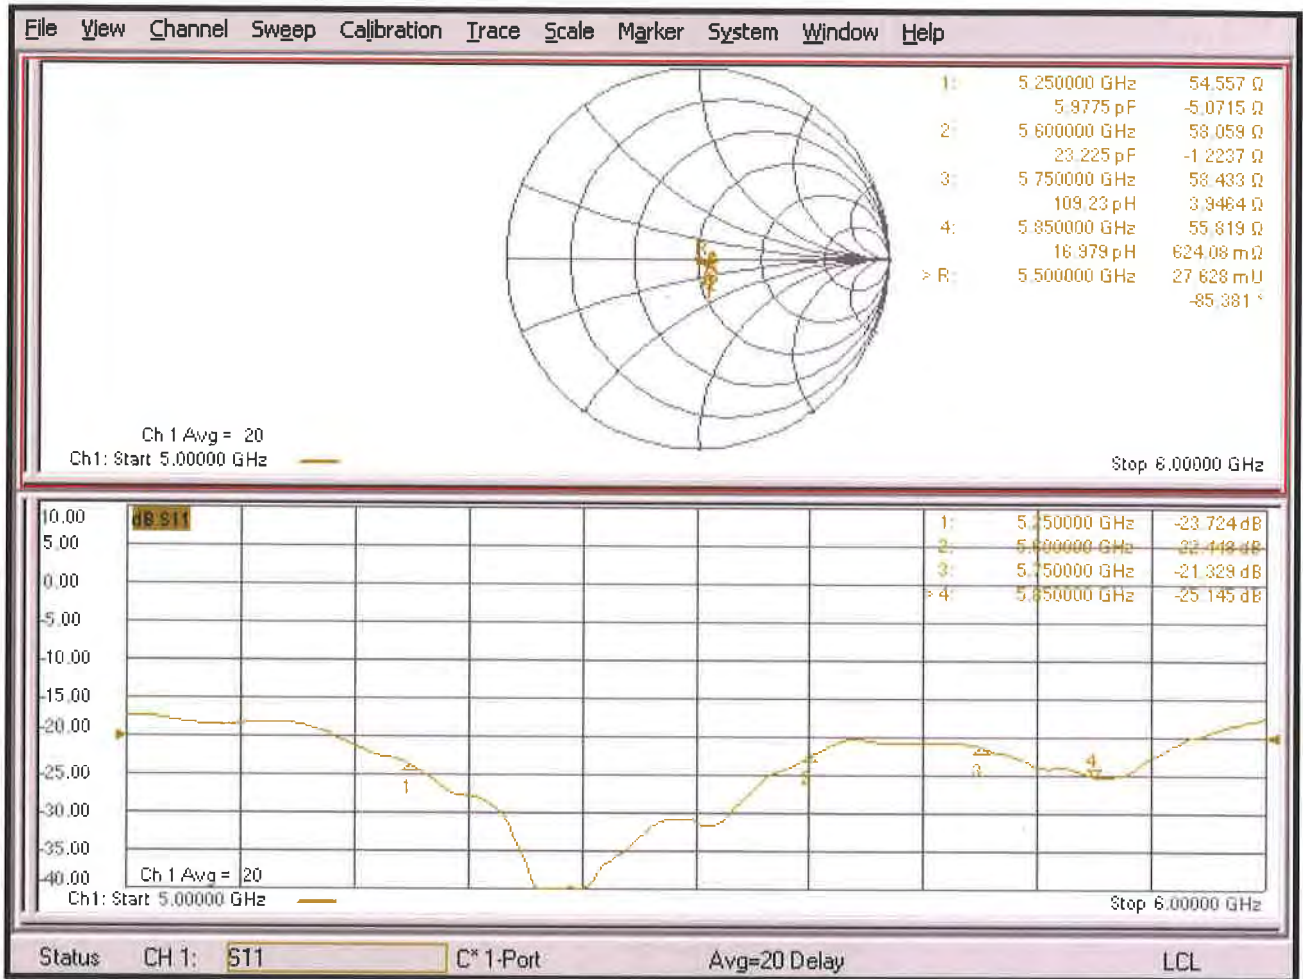 File View Channel Sweep Calibration Trace Scale Marker System Window Help
1: 5.250000 GHz 54.557 Ω
5.9775 pF -5.0715 Ω
2: 5.600000 GHz 58.059 Ω
23.225 pF -1.2237 Ω
3: 5.750000 GHz 58.433 Ω
109.23 pH 3.9464 Ω
4: 5.850000 GHz 55.819 Ω
16.979 pH 624.08 mΩ
> R: 5.500000 GHz 27.628 mU
-85.381 °
Ch 1 Avg = 20
Ch1: Start 5.00000 GHz
Stop 6.00000 GHz
10.00
dB S11
5.00
0.00
-5.00
-10.00
-15.00
-20.00
-25.00
-30.00
-35.00
-40.00
1: 5.250000 GHz -23.724 dB
2: 5.600000 GHz -22.448 dB
3: 5.750000 GHz -21.329 dB
> 4: 5.850000 GHz -25.145 dB
1
2
3
4
Ch 1 Avg = 20
Ch1: Start 5.00000 GHz
Stop 6.00000 GHz
Status CH 1: S11 C* 1-Port Avg=20 Delay LCL